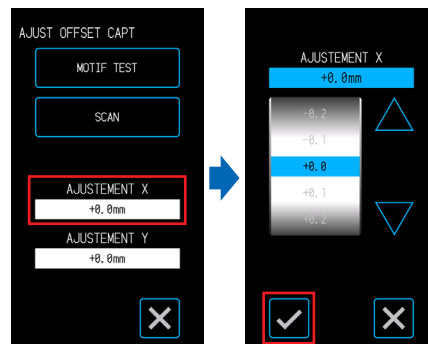 AJUST OFFSET CAPT
MOTIF TEST
SCAN
AJUSTEMENT X
+0.0mm
AJUSTEMENT Y
+0.0mm
AJUSTEMENT X
+0.0mm
-0.2
-0.1
+0.0
+0.1
+0.2